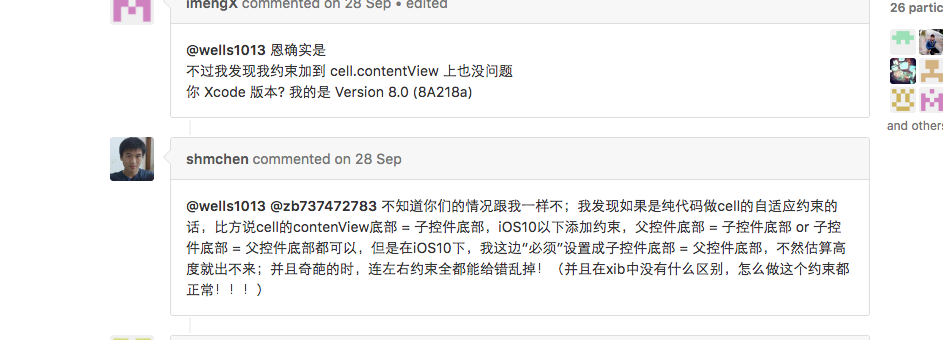 imengX commented on 28 Sep • edited
26 partic
@wells1013 恩确实是
不过我发现我约束加到 cell.contentView 上也没问题
你 Xcode 版本? 我的是 Version 8.0 (8A218a)
and others
shmchen commented on 28 Sep
@wells1013 @zb737472783 不知道你们的情况跟我一样不；我发现如果是纯代码做cell的自适应约束的
话，比方说cell的contenView底部 = 子控件底部，iOS10以下添加约束，父控件底部 = 子控件底部 or 子控
件底部 = 父控件底部都可以，但是在iOS10下，我这边“必须”设置成子控件底部 = 父控件底部，不然估算高
度就出不来；并且奇葩的时，连左右约束全都能给错乱掉！（并且在xib中没有什么区别，怎么做这个约束都
正常！！！）